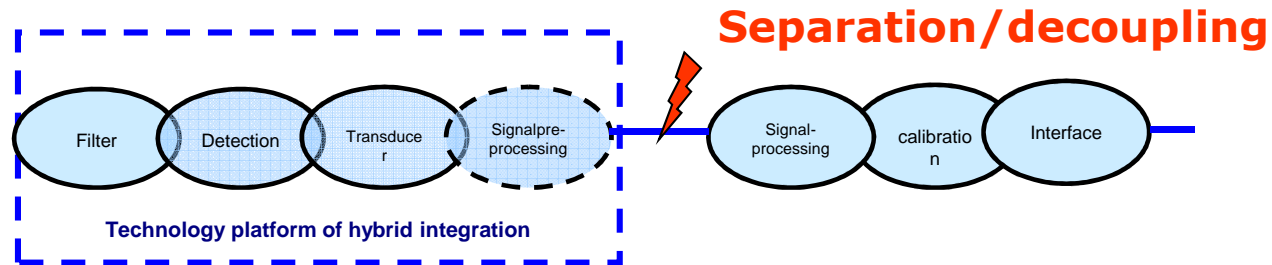 Separation/decoupling
Filter
Detection
Transduce
r
Signalpre-
processing
Signal-
processing
calibratio
n
Interface
Technology platform of hybrid integration